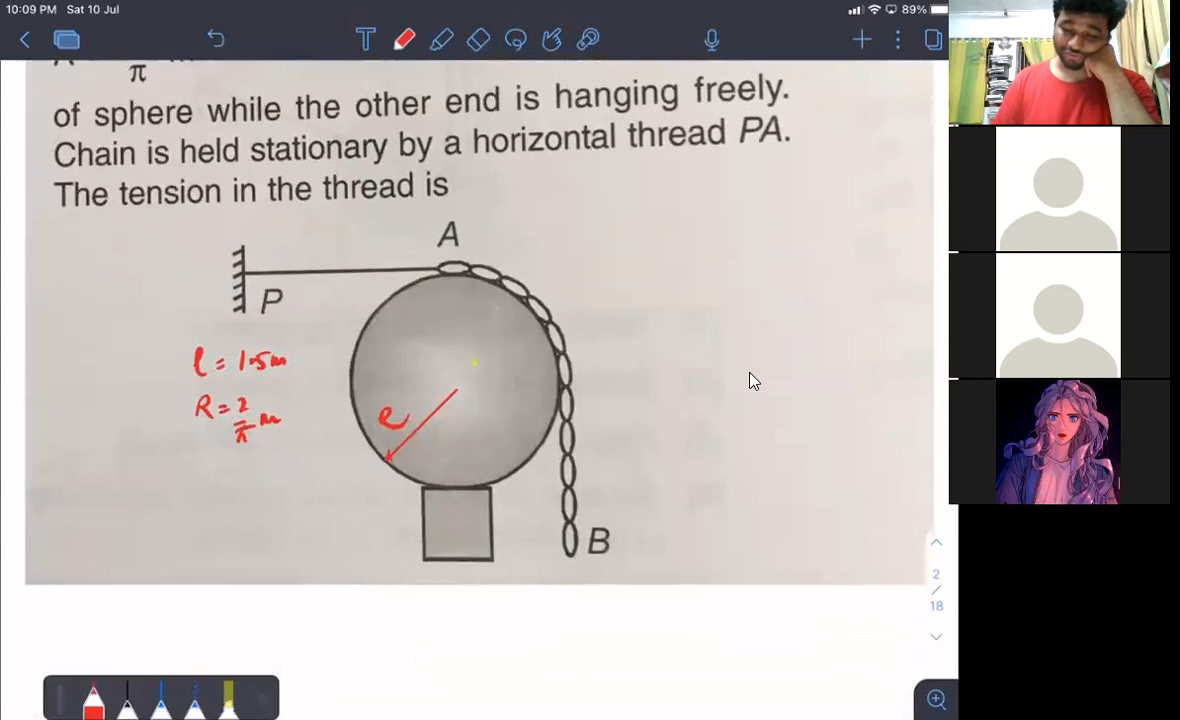 10:09 PM Sat 10 Jul
89%
T
π
of sphere while the other end is hanging freely.
Chain is held stationary by a horizontal thread PA.
The tension in the thread is
A
P
l = 1.5m
R = 2/π m
B
2
/
18